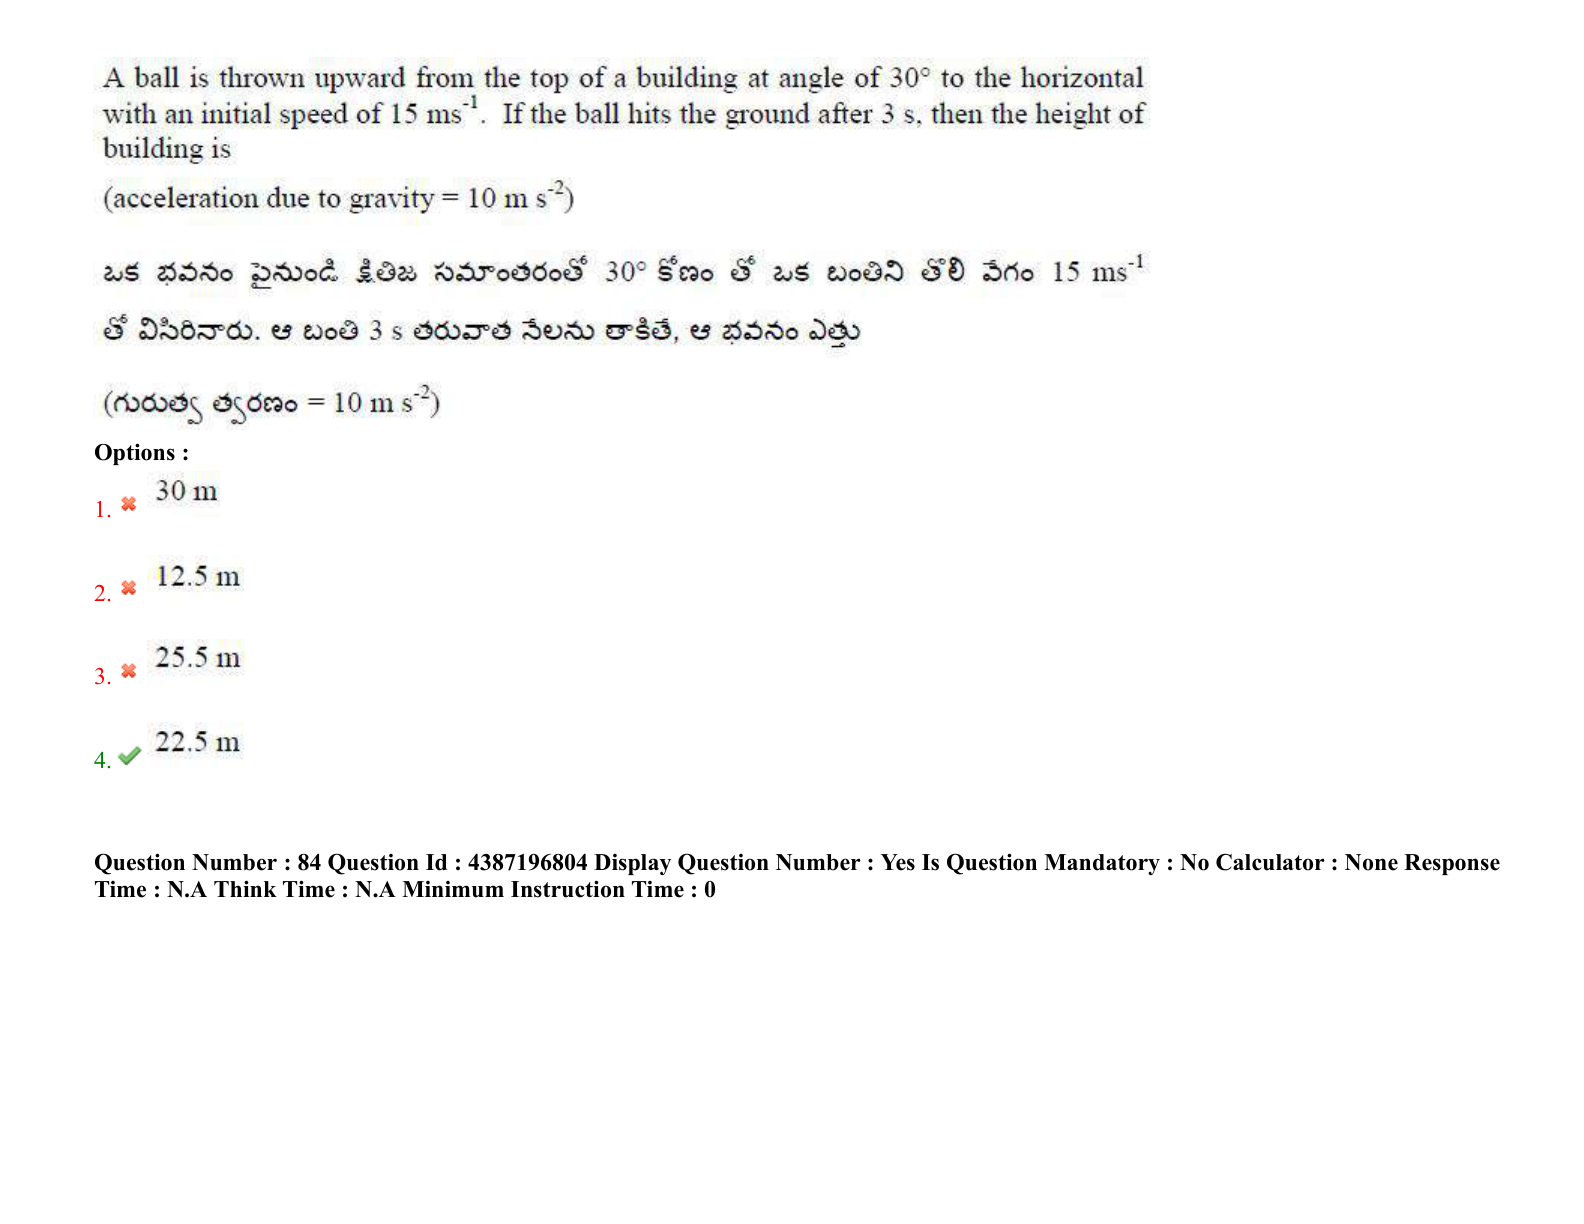 A ball is thrown upward from the top of a building at angle of 30° to the horizontal
with an initial speed of 15 ms⁻¹. If the ball hits the ground after 3 s, then the height of
building is
(acceleration due to gravity = 10 m s⁻²)
ఒక భవనం పైనుండి క్షితిజ సమాంతరంతో 30° కోణం తో ఒక బంతిని తొలి వేగం 15 ms⁻¹
తో విసిరినారు. ఆ బంతి 3 s తరువాత నేలను తాకితే, ఆ భవనం ఎత్తు
(గురుత్వ త్వరణం = 10 m s⁻²)
Options :
1. 30 m
2. 12.5 m
3. 25.5 m
4. 22.5 m
Question Number : 84 Question Id : 4387196804 Display Question Number : Yes Is Question Mandatory : No Calculator : None Response
Time : N.A Think Time : N.A Minimum Instruction Time : 0